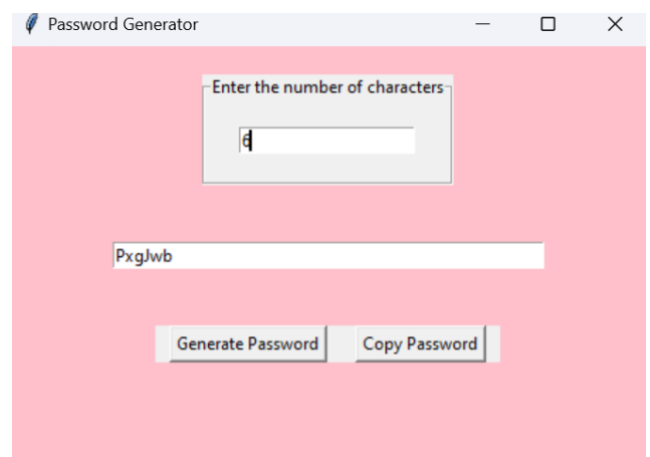 Password Generator
Enter the number of characters
6
PxgJwb
Generate Password Copy Password